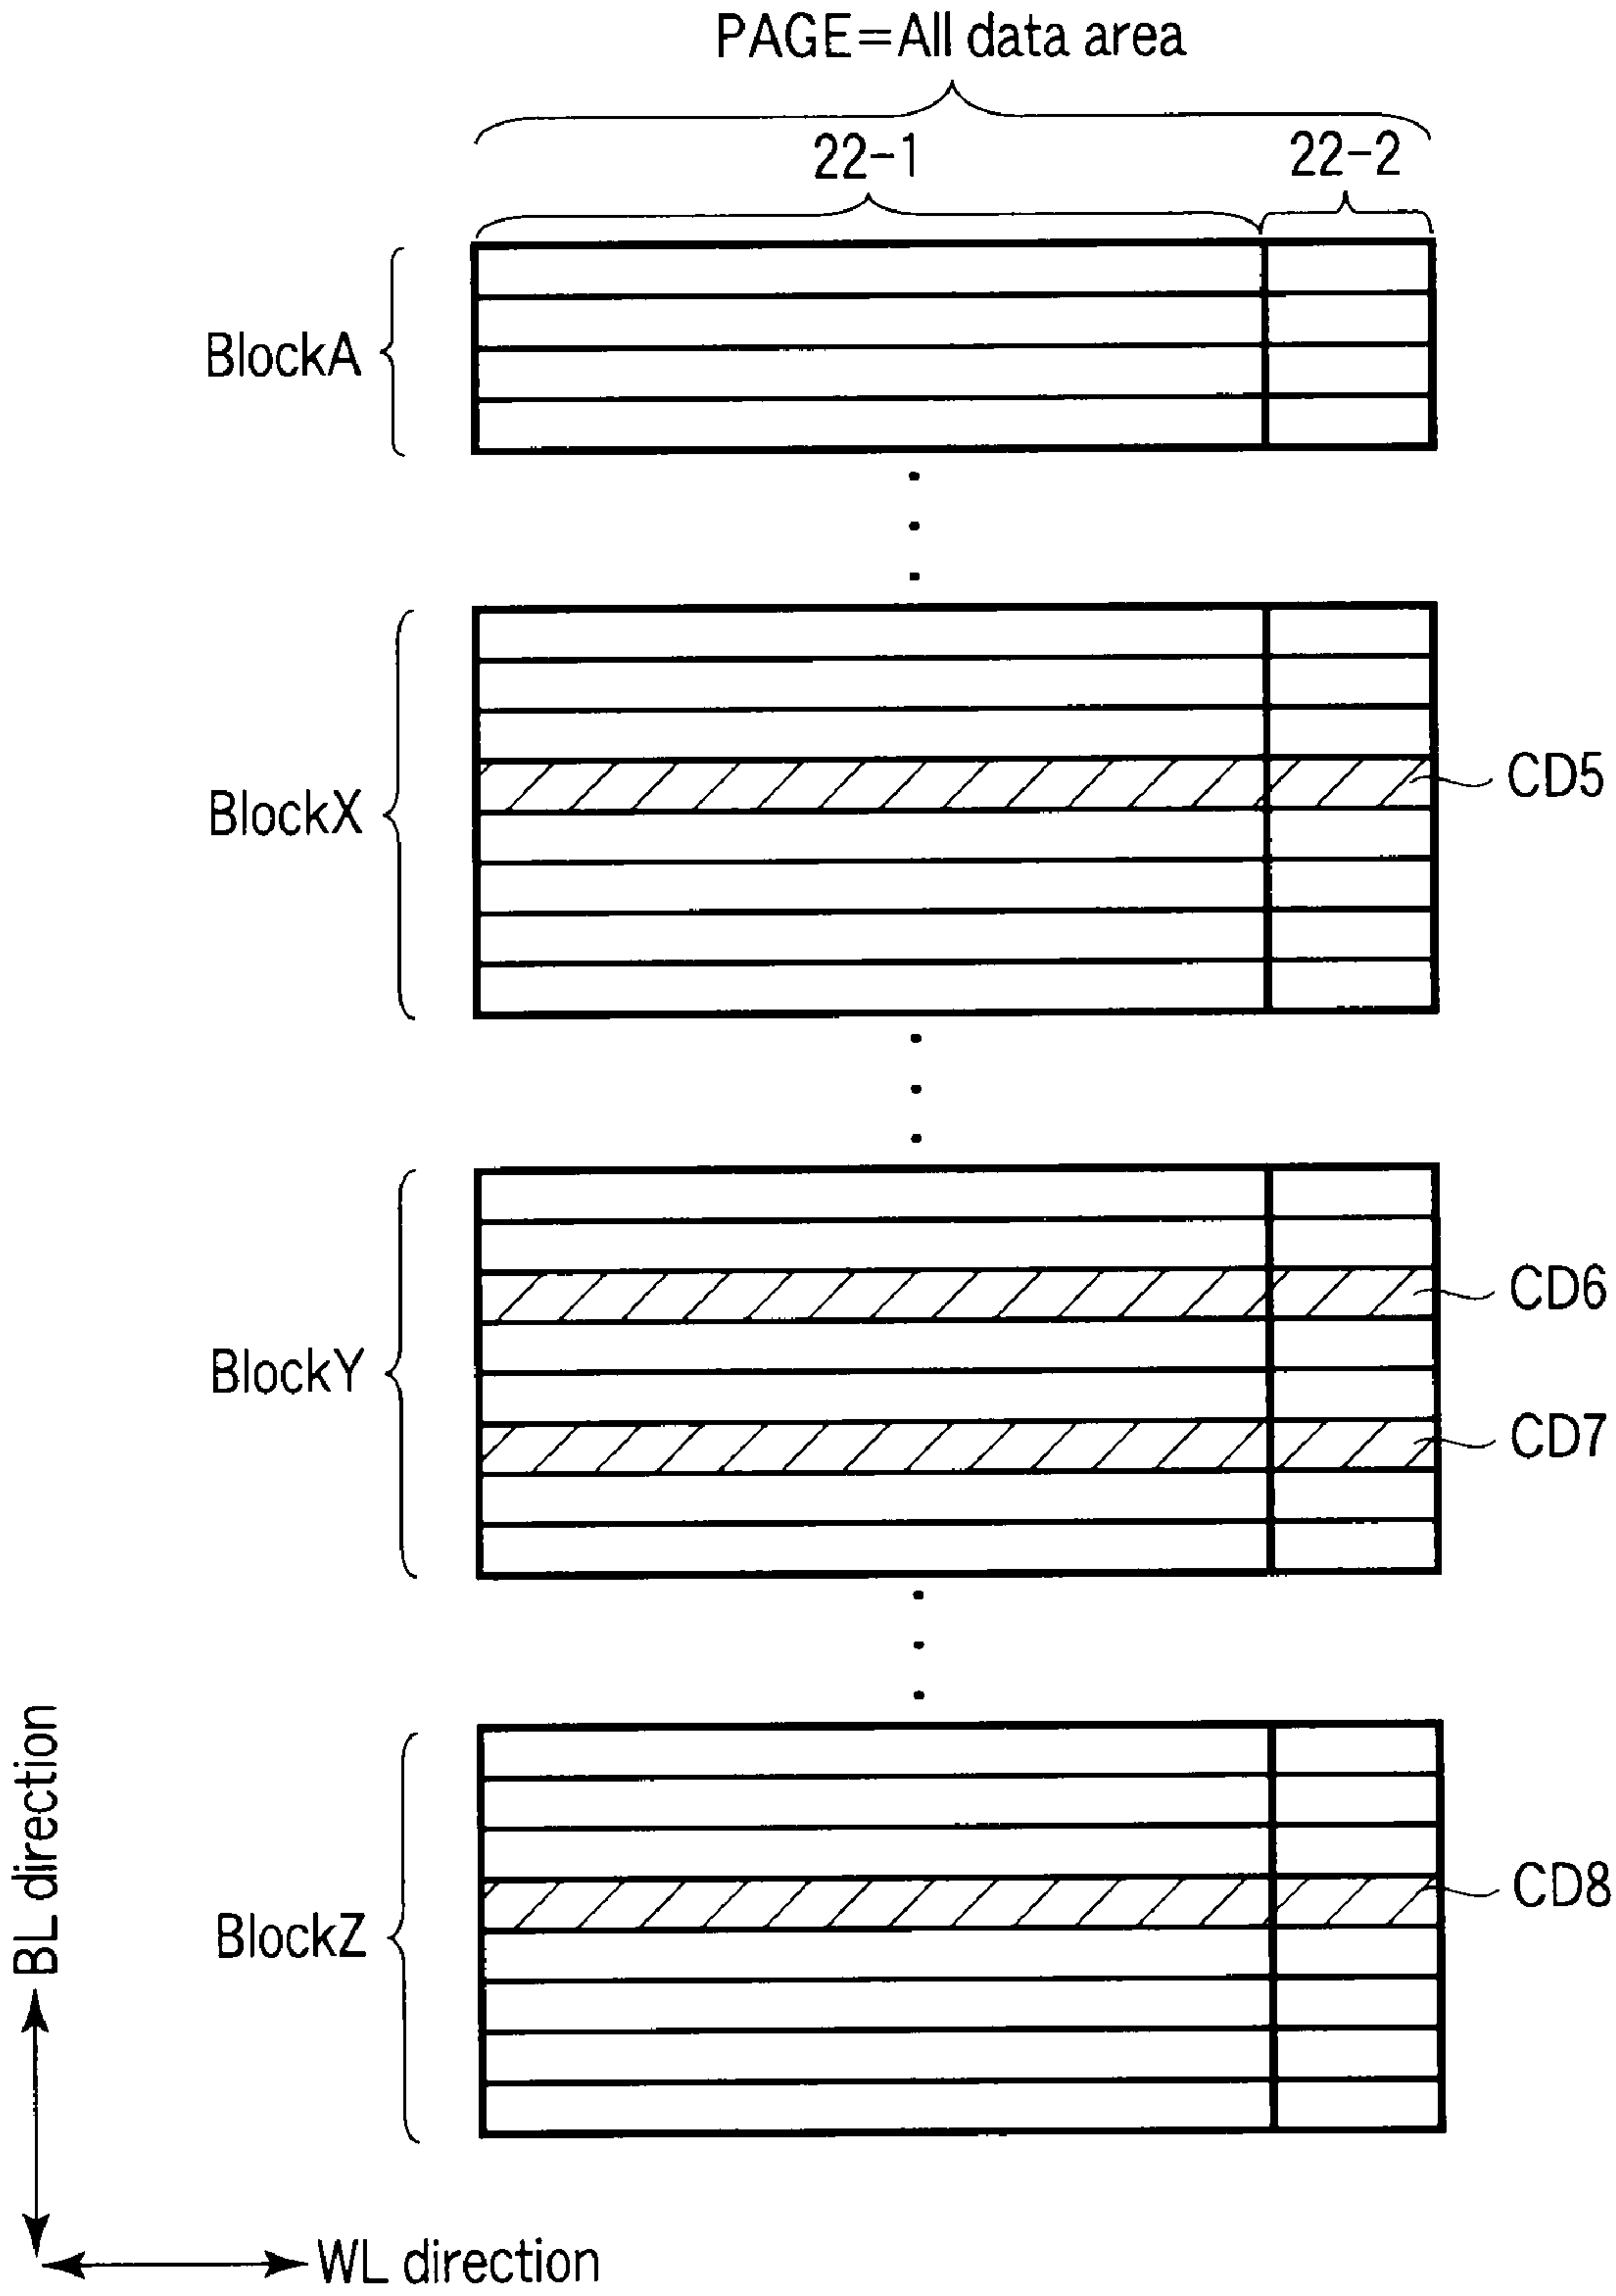 PAGE=All data area
22-1
22-2
BlockA
BlockX
CD5
CD6
BlockY
CD7
CD8
BlockZ
BL direction
WL direction